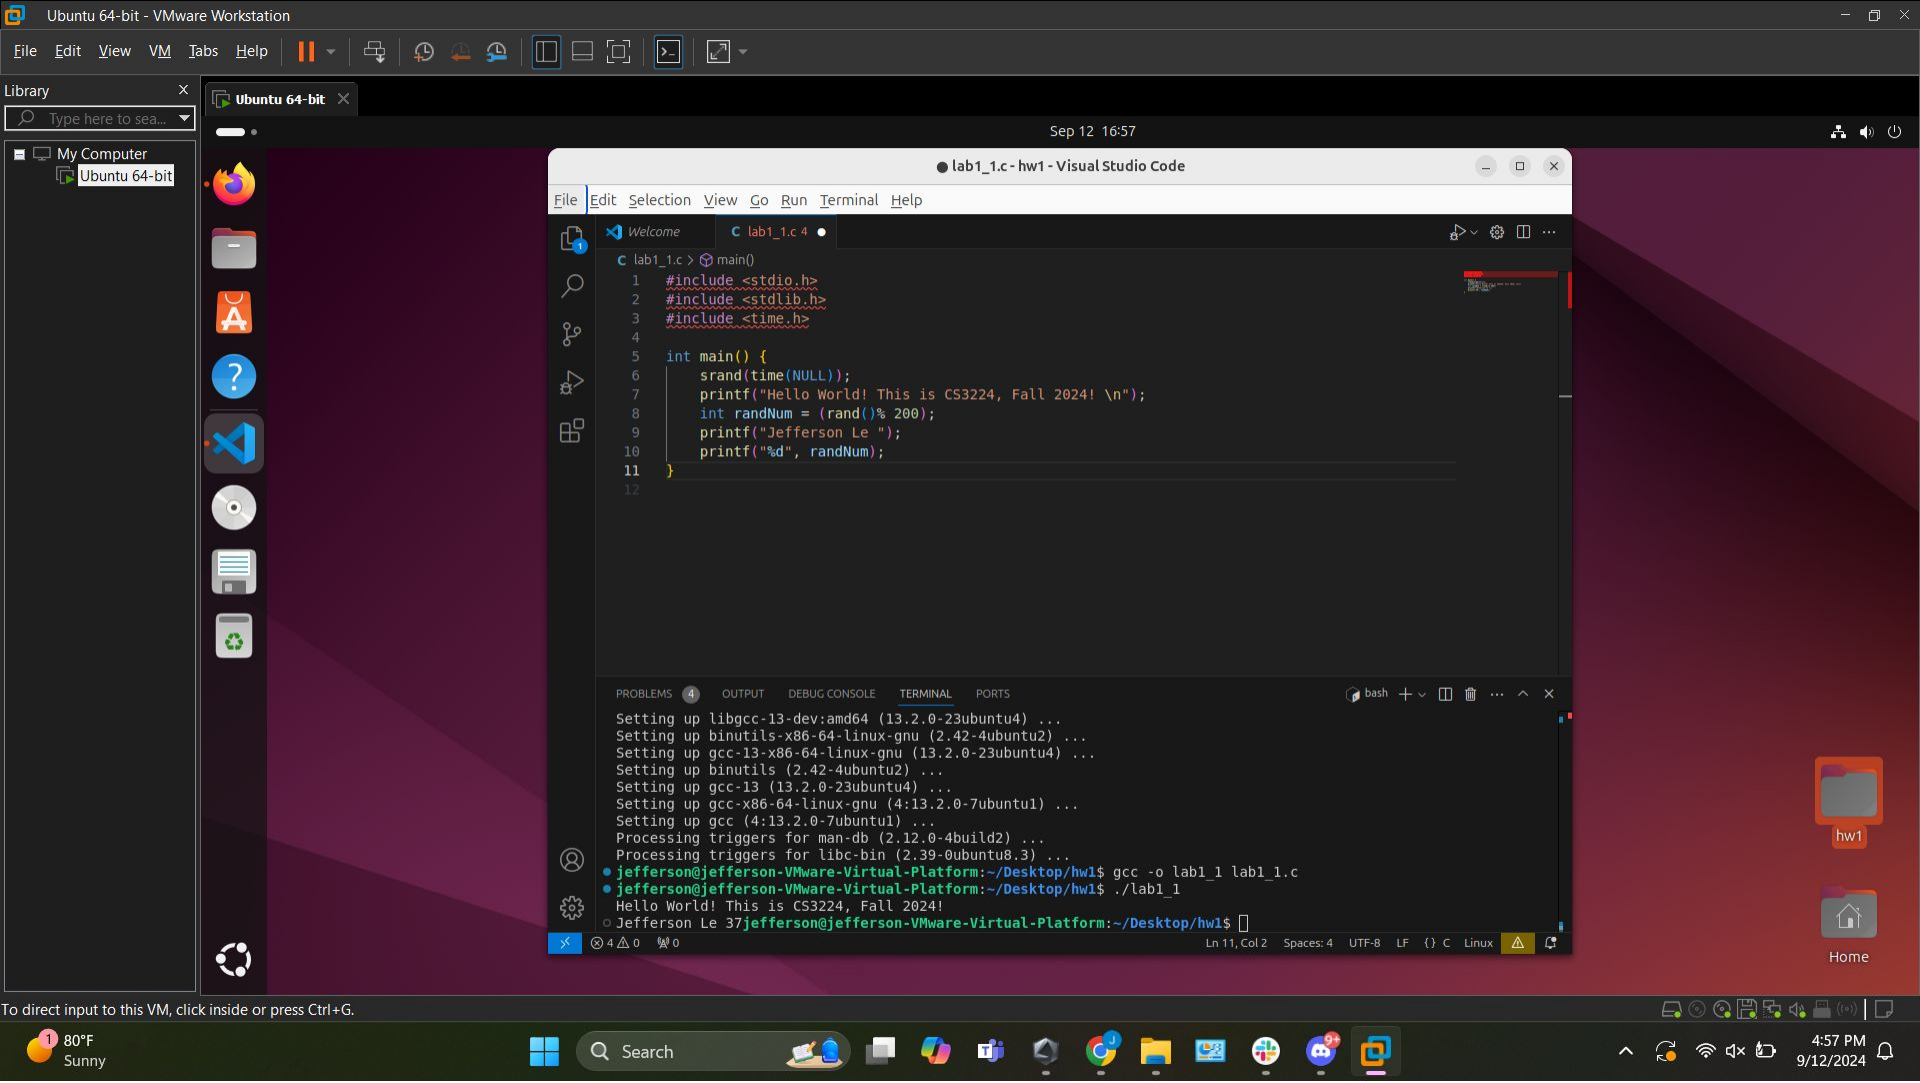 Ubuntu 64-bit - VMware Workstation
File Edit View VM Tabs Help
Library
Type here to sea...
My Computer
Ubuntu 64-bit
Ubuntu 64-bit
Sep 12 16:57
lab1_1.c - hw1 - Visual Studio Code
File Edit Selection View Go Run Terminal Help
1
Welcome
C lab1_1.c 4
C lab1_1.c > main()
1 #include <stdio.h>
2 #include <stdlib.h>
3 #include <time.h>
4
5 int main() {
6 srand(time(NULL));
7 printf("Hello World! This is CS3224, Fall 2024! \n");
8 int randNum = (rand()% 200);
9 printf("Jefferson Le ");
10 printf("%d", randNum);
11 }
12
PROBLEMS 4 OUTPUT DEBUG CONSOLE TERMINAL PORTS
bash
Setting up libgcc-13-dev:amd64 (13.2.0-23ubuntu4) ...
Setting up binutils-x86-64-linux-gnu (2.42-4ubuntu2) ...
Setting up gcc-13-x86-64-linux-gnu (13.2.0-23ubuntu4) ...
Setting up binutils (2.42-4ubuntu2) ...
Setting up gcc-13 (13.2.0-23ubuntu4) ...
Setting up gcc-x86-64-linux-gnu (4:13.2.0-7ubuntu1) ...
Setting up gcc (4:13.2.0-7ubuntu1) ...
Processing triggers for man-db (2.12.0-4build2) ...
Processing triggers for libc-bin (2.39-0ubuntu8.3) ...
jefferson@jefferson-VMware-Virtual-Platform:~/Desktop/hw1$ gcc -o lab1_1 lab1_1.c
jefferson@jefferson-VMware-Virtual-Platform:~/Desktop/hw1$ ./lab1_1
Hello World! This is CS3224, Fall 2024!
Jefferson Le 37jefferson@jefferson-VMware-Virtual-Platform:~/Desktop/hw1$
4 0 0
Ln 11, Col 2 Spaces: 4 UTF-8 LF {} C Linux
hw1
Home
To direct input to this VM, click inside or press Ctrl+G.
1
80°F
Sunny
Search
J
9+
4:57 PM
9/12/2024